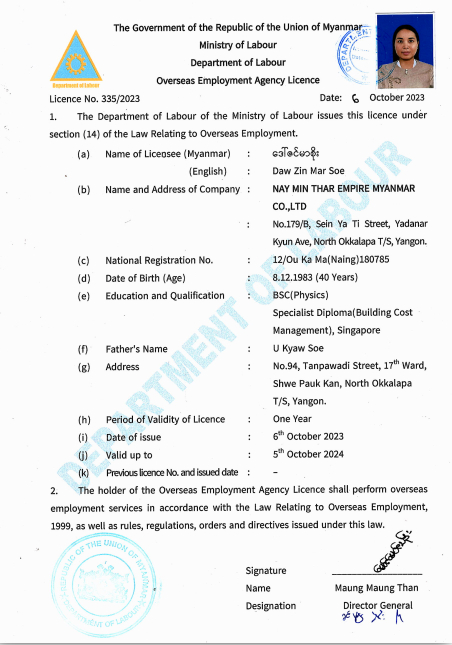 The Government of the Republic of the Union of Myanmar
Ministry of Labour
Department of Labour
Overseas Employment Agency Licence
Department of Labour
Licence No. 335/2023 Date: 6 October 2023
1. The Department of Labour of the Ministry of Labour issues this licence under
section (14) of the Law Relating to Overseas Employment.
(a) Name of Licensee (Myanmar) : ဒေါ်ဇင်မာစိုး
(English) : Daw Zin Mar Soe
(b) Name and Address of Company : NAY MIN THAR EMPIRE MYANMAR
CO.,LTD
: No.179/B, Sein Ya Ti Street, Yadanar
Kyun Ave, North Okkalapa T/S, Yangon.
(c) National Registration No. : 12/Ou Ka Ma(Naing)180785
(d) Date of Birth (Age) : 8.12.1983 (40 Years)
(e) Education and Qualification : BSC(Physics)
Specialist Diploma(Building Cost
Management), Singapore
(f) Father's Name : U Kyaw Soe
(g) Address : No.94, Tanpawadi Street, 17th Ward,
Shwe Pauk Kan, North Okkalapa
T/S, Yangon.
(h) Period of Validity of Licence : One Year
(i) Date of issue : 6th October 2023
(j) Valid up to : 5th October 2024
(k) Previous licence No. and issued date : –
DEPARTMENT OF LABOUR
2. The holder of the Overseas Employment Agency Licence shall perform overseas
employment services in accordance with the Law Relating to Overseas Employment,
1999, as well as rules, regulations, orders and directives issued under this law.
Signature
Name Maung Maung Than
Designation Director General